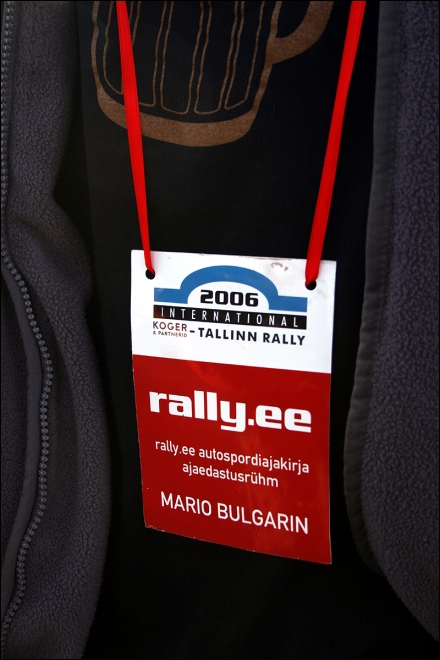 2006
INTERNATIONAL
KOGER
& PARTNERID
- TALLINN RALLY
rally.ee
rally.ee autospordiajakirja
ajaedastusrühm
MARIO BULGARIN